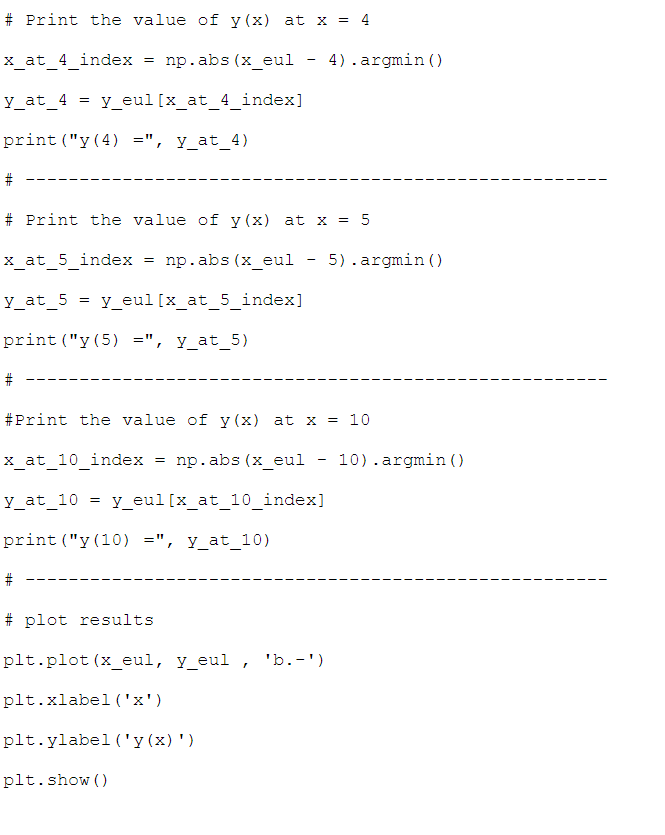 # Print the value of y(x) at x = 4
x_at_4_index = np.abs(x_eul - 4).argmin()
y_at_4 = y_eul[x_at_4_index]
print("y(4) =", y_at_4)
# ------------------------------------------------------
# Print the value of y(x) at x = 5
x_at_5_index = np.abs(x_eul - 5).argmin()
y_at_5 = y_eul[x_at_5_index]
print("y(5) =", y_at_5)
# ------------------------------------------------------
#Print the value of y(x) at x = 10
x_at_10_index = np.abs(x_eul - 10).argmin()
y_at_10 = y_eul[x_at_10_index]
print("y(10) =", y_at_10)
# ------------------------------------------------------
# plot results
plt.plot(x_eul, y_eul , 'b.-')
plt.xlabel('x')
plt.ylabel('y(x)')
plt.show()